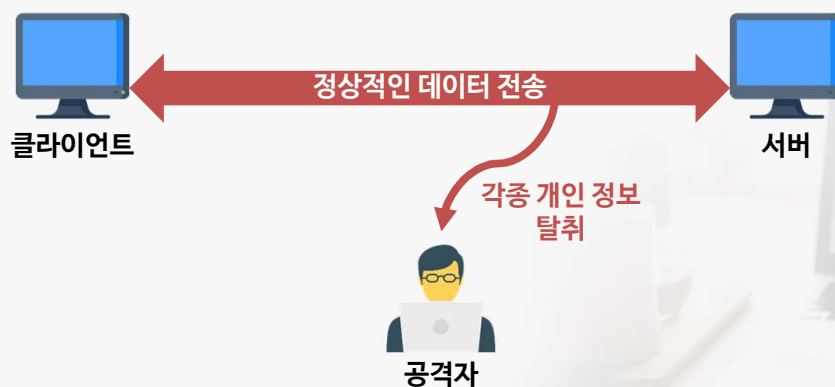 정상적인 데이터 전송
클라이언트
서버
각종 개인 정보
탈취
공격자